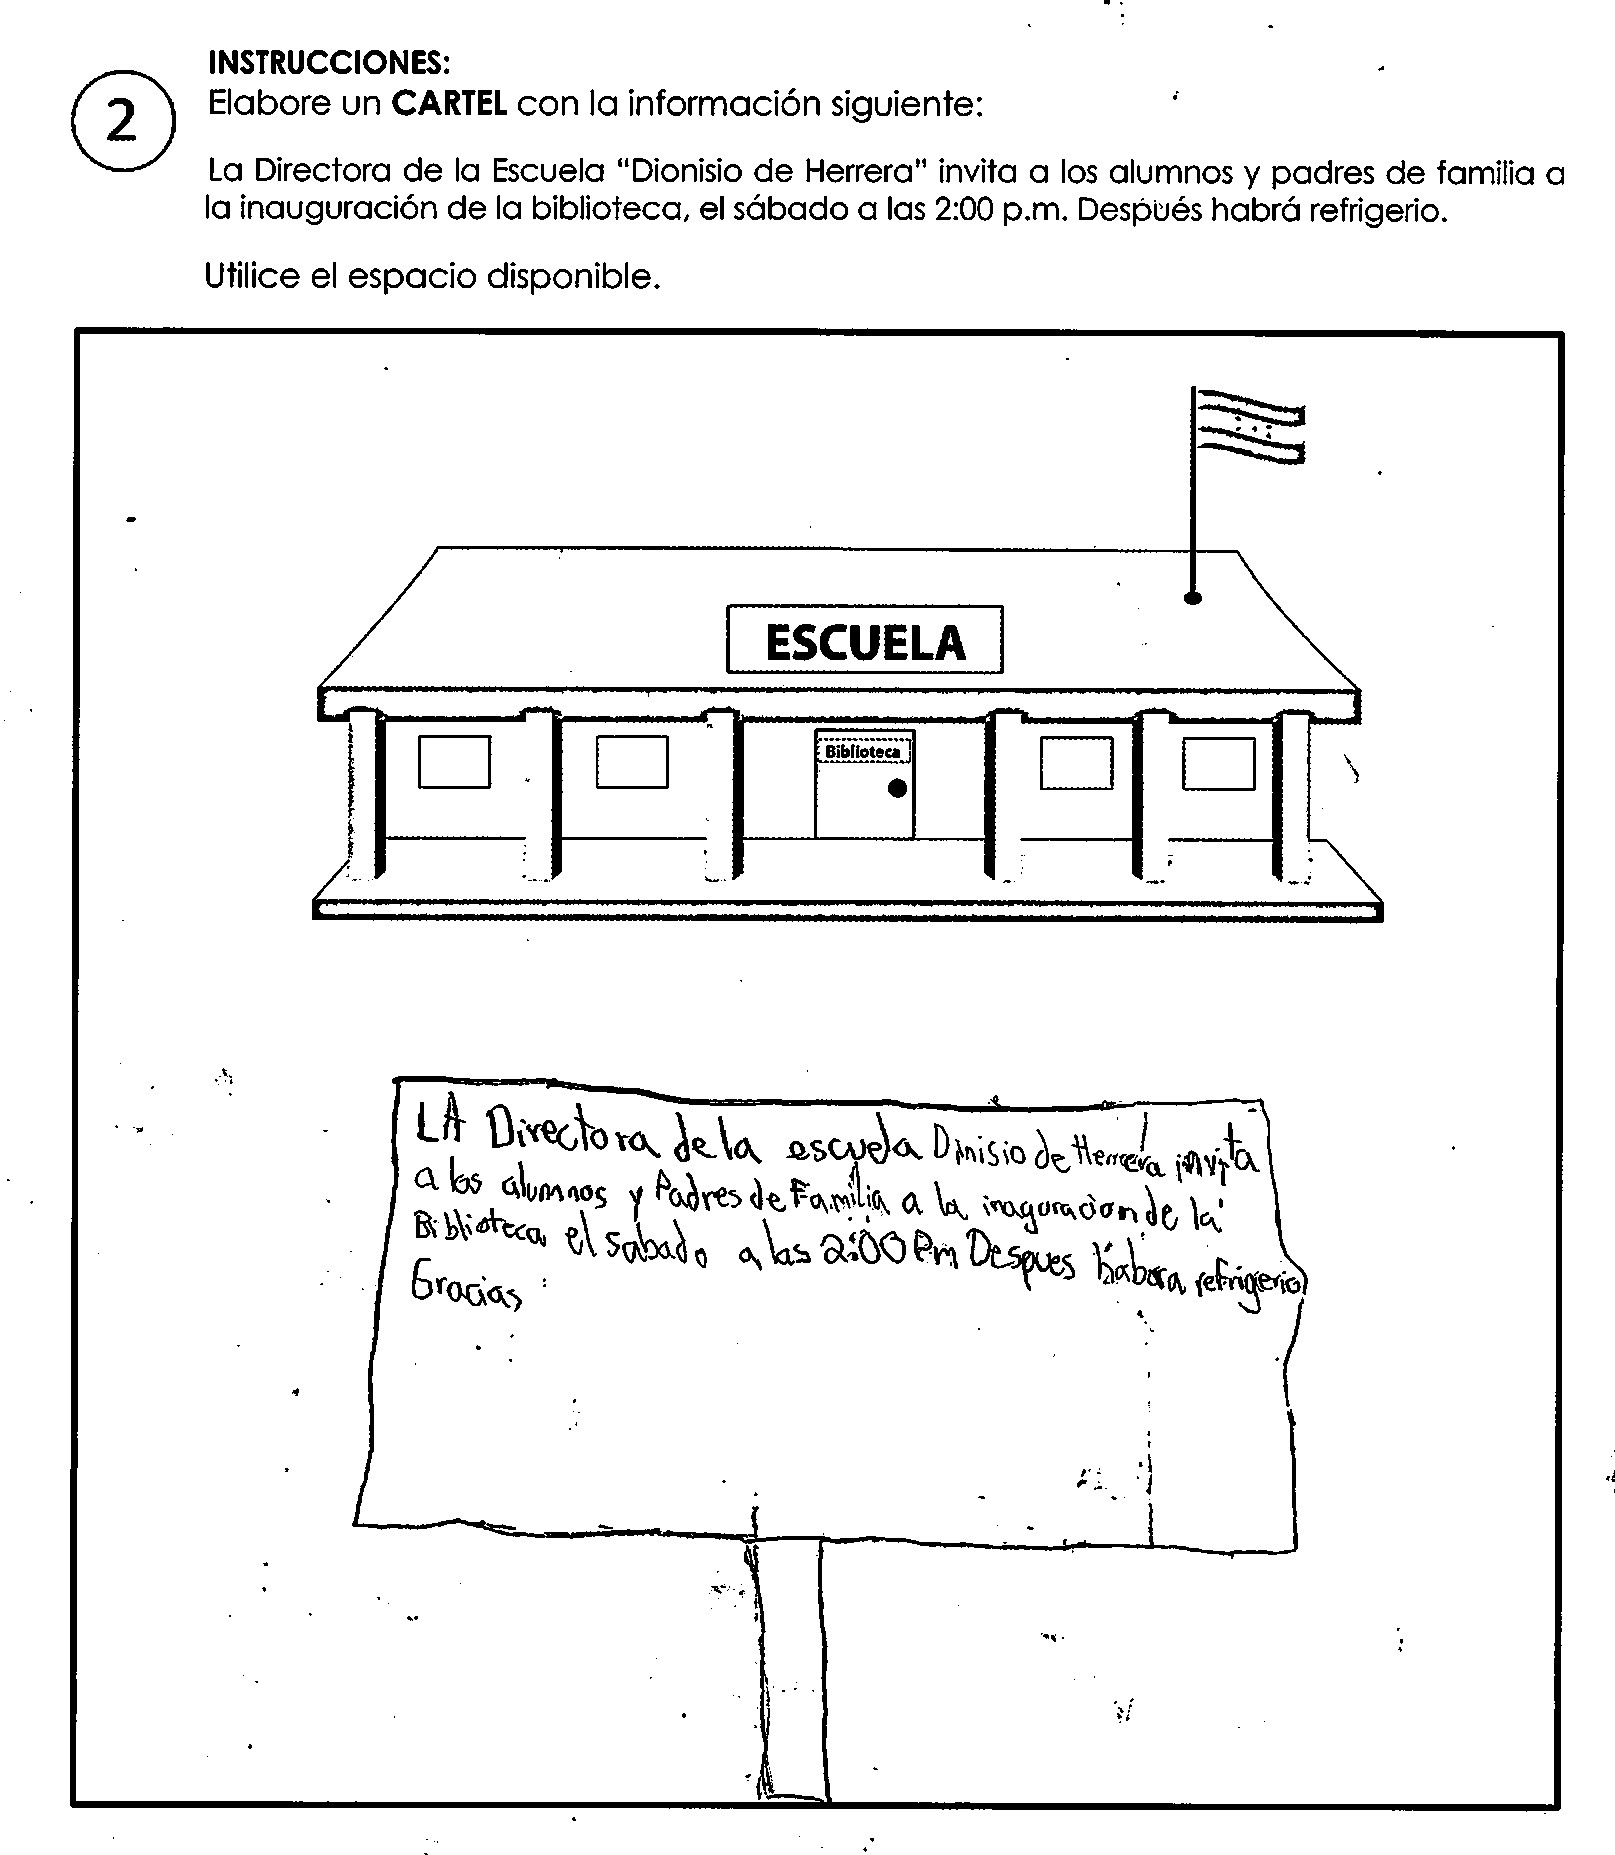 2
INSTRUCCIONES:
Elabore un CARTEL con la información siguiente:
La Directora de la Escuela "Dionisio de Herrera" invita a los alumnos y padres de familia a
la inauguración de la biblioteca, el sábado a las 2:00 p.m. Después habrá refrigerio.
Utilice el espacio disponible.
ESCUELA
Biblioteca
LA Directora de la escuela Dinisio de Herrera invita
a los alumnos y Padres de Familia a la inaguracion de la
Biblioteca el sabado a las 2:00 Pm Despues habara refrigerio
Gracias